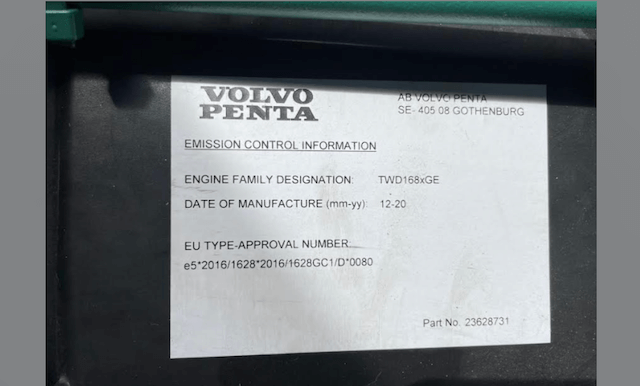 VOLVO
PENTA
AB VOLVO PENTA
SE- 405 08 GOTHENBURG
EMISSION CONTROL INFORMATION
ENGINE FAMILY DESIGNATION: TWD168xGE
DATE OF MANUFACTURE (mm-yy): 12-20
EU TYPE-APPROVAL NUMBER
e5*2016/1628*2016/1628GC1/D*0080
Part No. 23628731